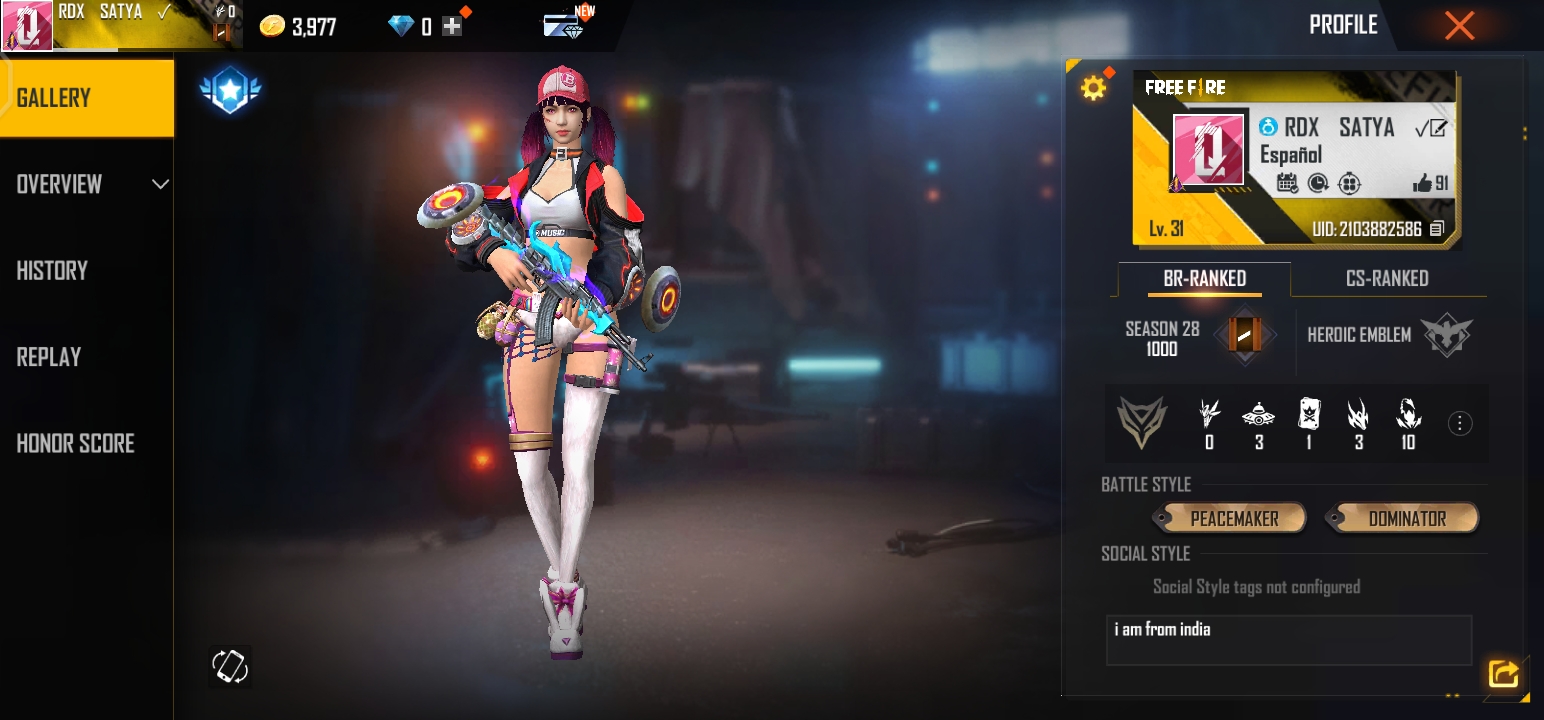 RDX SATYA ✓
0
3,977
0
NEW
PROFILE
GALLERY
OVERVIEW
HISTORY
REPLAY
HONOR SCORE
MUSIC
FREE FIRE
RDX SATYA ✓
Español
91
Lv. 31
UID: 2103882586
BR-RANKED
CS-RANKED
SEASON 28
1000
HEROIC EMBLEM
0 3 1 3 10
BATTLE STYLE
PEACEMAKER
DOMINATOR
SOCIAL STYLE
Social Style tags not configured
i am from india